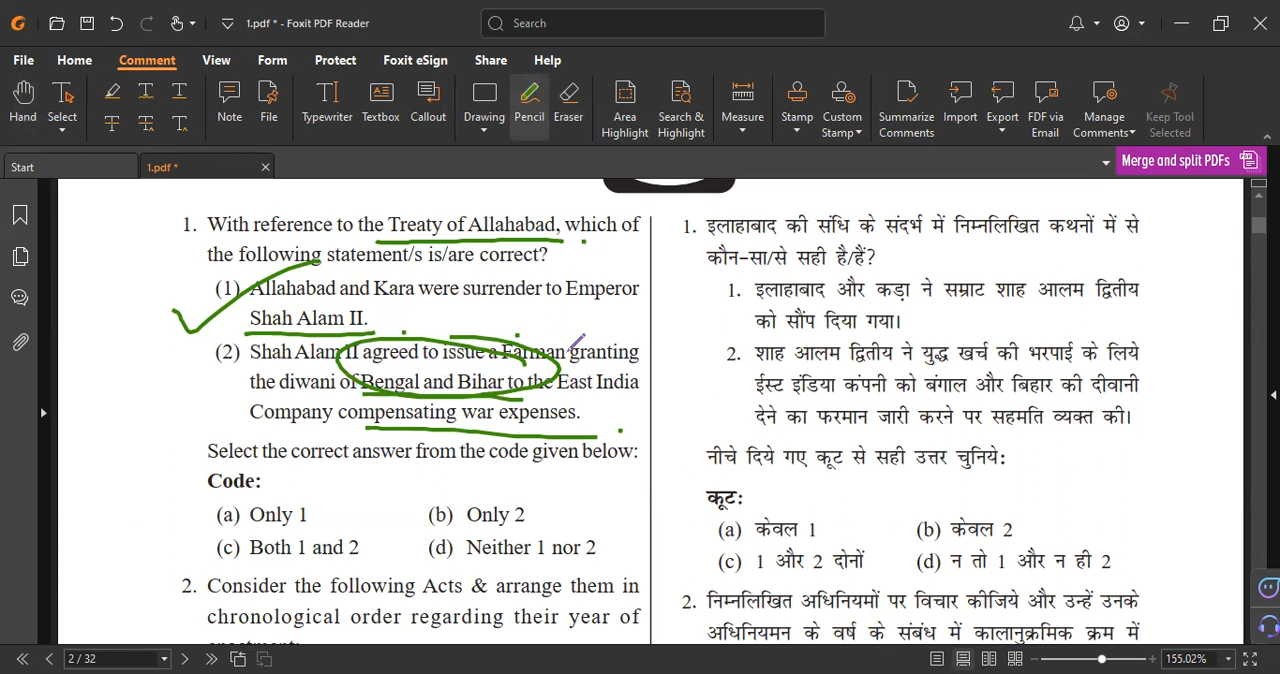 1.pdf * - Foxit PDF Reader
Search
File Home Comment View Form Protect Foxit eSign Share Help
Hand Select Note File Typewriter Textbox Callout Drawing Pencil Eraser Area Highlight Search & Highlight Measure Stamp Custom Stamp Summarize Comments Import Export FDF via Email Manage Comments Keep Tool Selected
Start 1.pdf * Merge and split PDFs
1. With reference to the Treaty of Allahabad, which of
the following statement/s is/are correct?
(1) Allahabad and Kara were surrender to Emperor
Shah Alam II.
(2) Shah Alam II agreed to issue a Farman granting
the diwani of Bengal and Bihar to the East India
Company compensating war expenses.
Select the correct answer from the code given below:
Code:
(a) Only 1 (b) Only 2
(c) Both 1 and 2 (d) Neither 1 nor 2
2. Consider the following Acts & arrange them in
chronological order regarding their year of
1. इलाहाबाद की संधि के संदर्भ में निम्नलिखित कथनों में से
कौन-सा/से सही है/हैं?
1. इलाहाबाद और कड़ा ने सम्राट शाह आलम द्वितीय
को सौंप दिया गया।
2. शाह आलम द्वितीय ने युद्ध खर्च की भरपाई के लिये
ईस्ट इंडिया कंपनी को बंगाल और बिहार की दीवानी
देने का फरमान जारी करने पर सहमति व्यक्त की।
नीचे दिये गए कूट से सही उत्तर चुनिये:
कूट:
(a) केवल 1 (b) केवल 2
(c) 1 और 2 दोनों (d) न तो 1 और न ही 2
2. निम्नलिखित अधिनियमों पर विचार कीजिये और उन्हें उनके
अधिनियमन के वर्ष के संबंध में कालानुक्रमिक क्रम में
2 / 32 155.02%